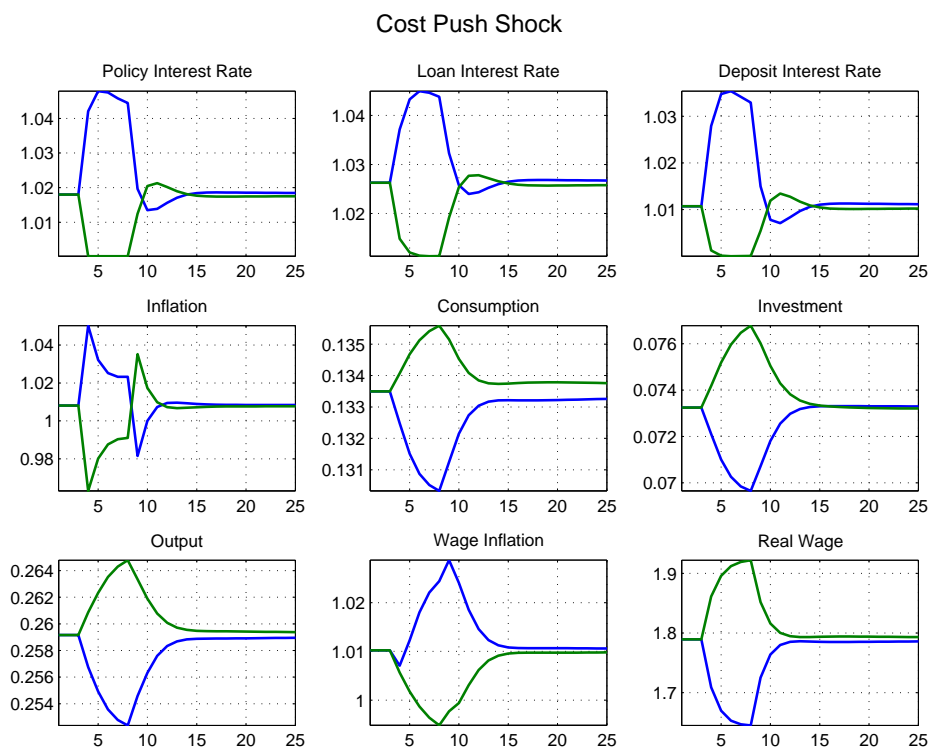 Cost Push Shock
Policy Interest Rate
1.04
1.03
1.02
1.01
5 10 15 20 25
Loan Interest Rate
1.04
1.03
1.02
5 10 15 20 25
Deposit Interest Rate
1.03
1.02
1.01
5 10 15 20 25
Inflation
1.04
1.02
1
0.98
5 10 15 20 25
Consumption
0.135
0.134
0.133
0.132
0.131
5 10 15 20 25
Investment
0.076
0.074
0.072
0.07
5 10 15 20 25
Output
0.264
0.262
0.26
0.258
0.256
0.254
5 10 15 20 25
Wage Inflation
1.02
1.01
1
5 10 15 20 25
Real Wage
1.9
1.8
1.7
5 10 15 20 25